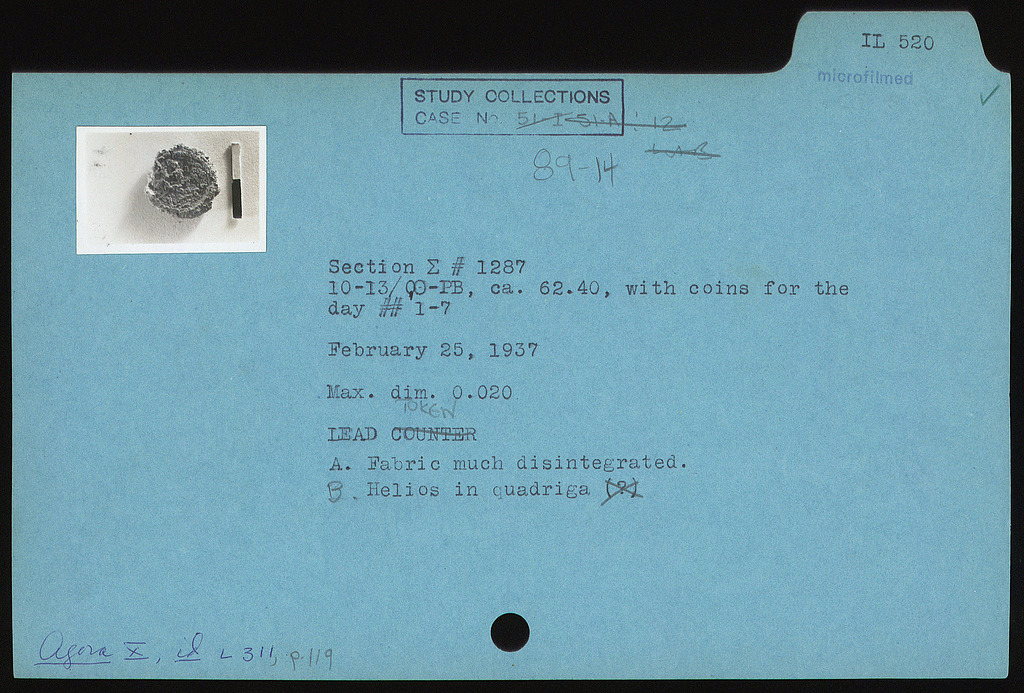 IL 520
microfilmed
✓
STUDY COLLECTIONS
CASE No 51-I-51-A : 12
89-14
Section Σ # 1287
10-13/ΟΘ-ΠΒ, ca. 62.40, with coins for the
day ## 1-7
February 25, 1937
Max. dim. 0.020
TOKEN
LEAD COUNTER
A. Fabric much disintegrated.
B. Helios in quadriga (?)
Agora X, id L 311, p.119